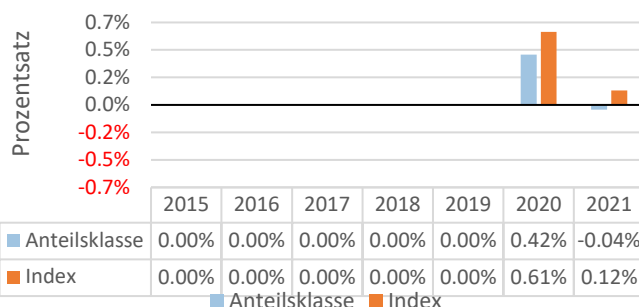 Prozentsatz
0.7%
0.5%
0.2%
0.0%
-0.2%
-0.5%
-0.7%
2015 2016 2017 2018 2019 2020 2021
Anteilsklasse 0.00% 0.00% 0.00% 0.00% 0.00% 0.42% -0.04%
Index 0.00% 0.00% 0.00% 0.00% 0.00% 0.61% 0.12%
Anteilsklasse Index